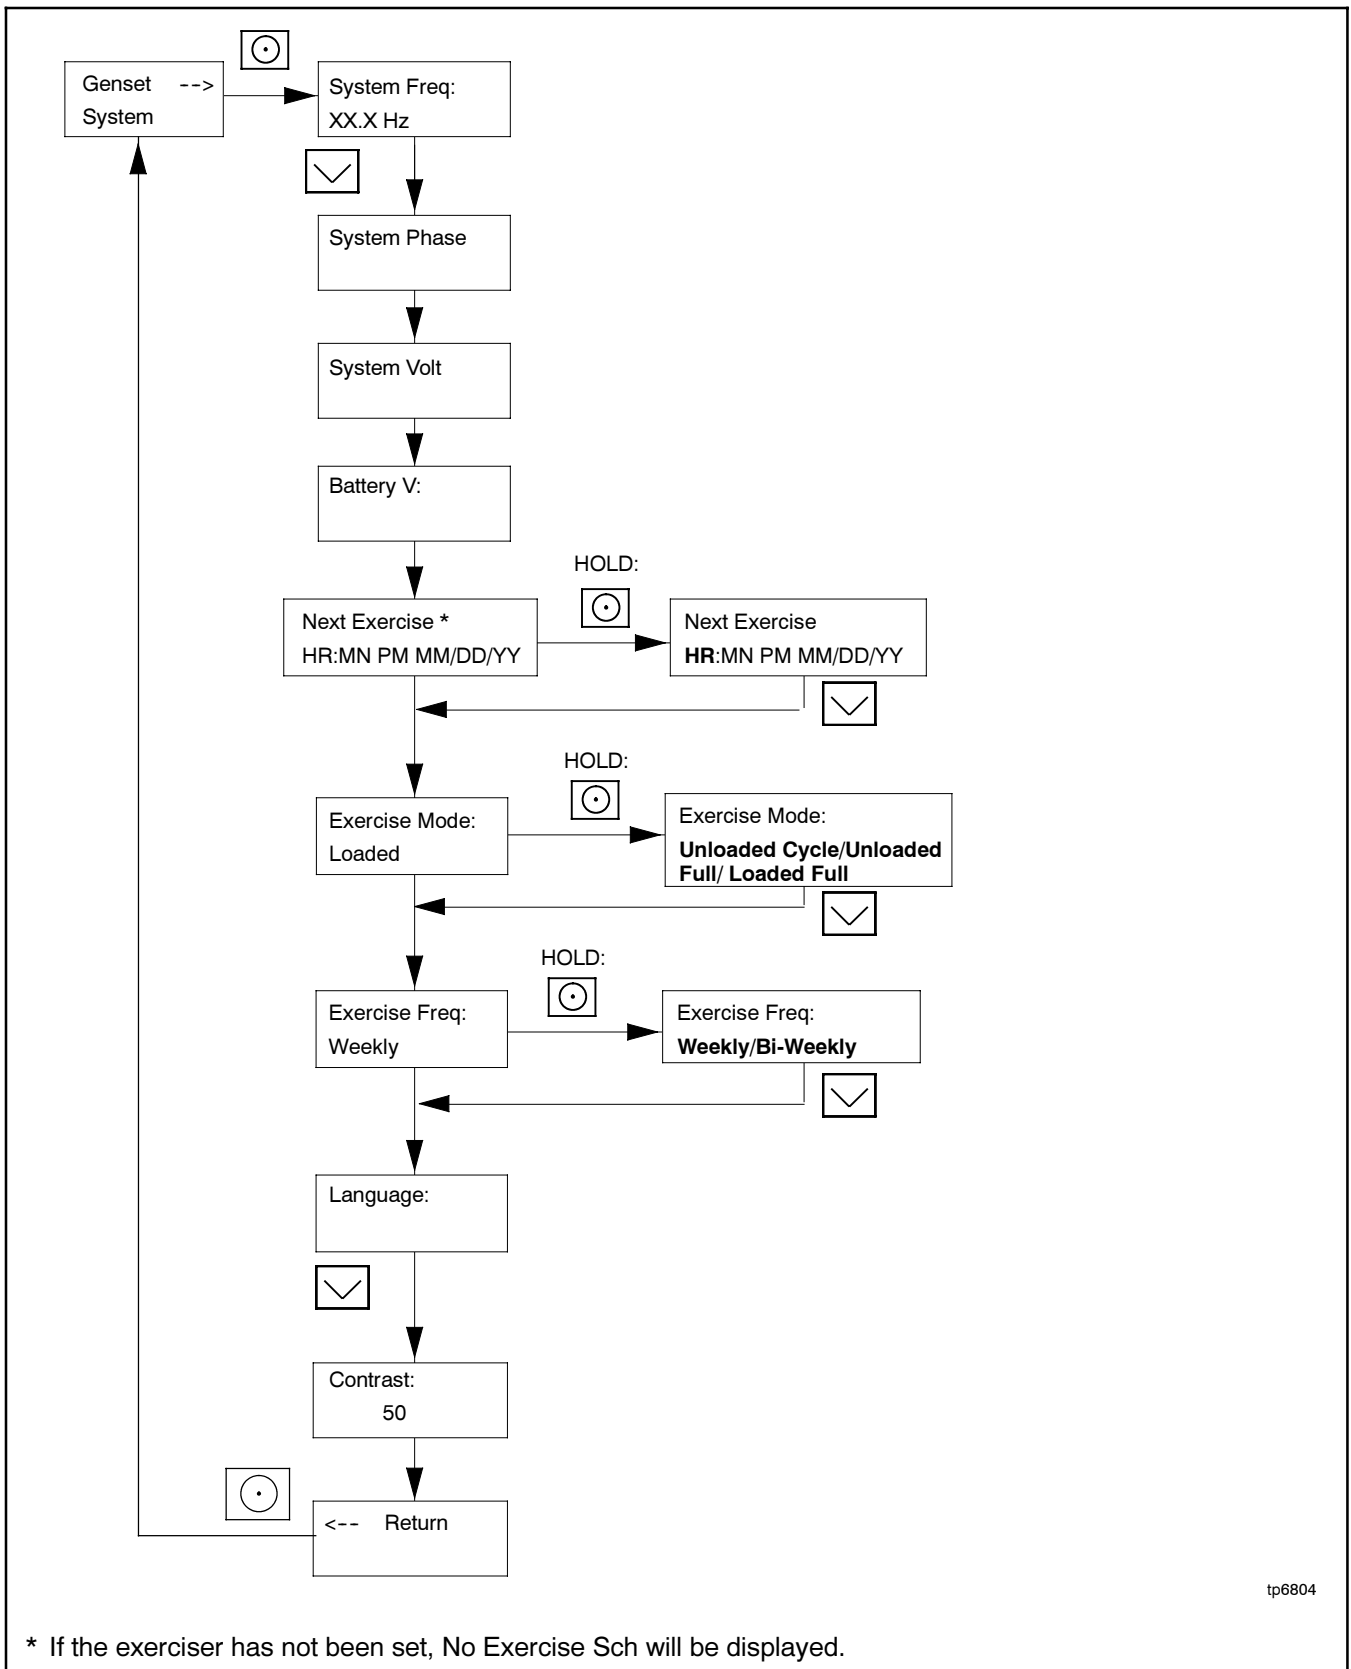 Genset -->
System
System Freq:
XX.X Hz
System Phase
System Volt
Battery V:
HOLD:
Next Exercise *
HR:MN PM MM/DD/YY
Next Exercise
HR:MN PM MM/DD/YY
HOLD:
Exercise Mode:
Loaded
Exercise Mode:
Unloaded Cycle/Unloaded
Full/ Loaded Full
HOLD:
Exercise Freq:
Weekly
Exercise Freq:
Weekly/Bi-Weekly
Language:
Contrast:
50
<-- Return
tp6804
* If the exerciser has not been set, No Exercise Sch will be displayed.